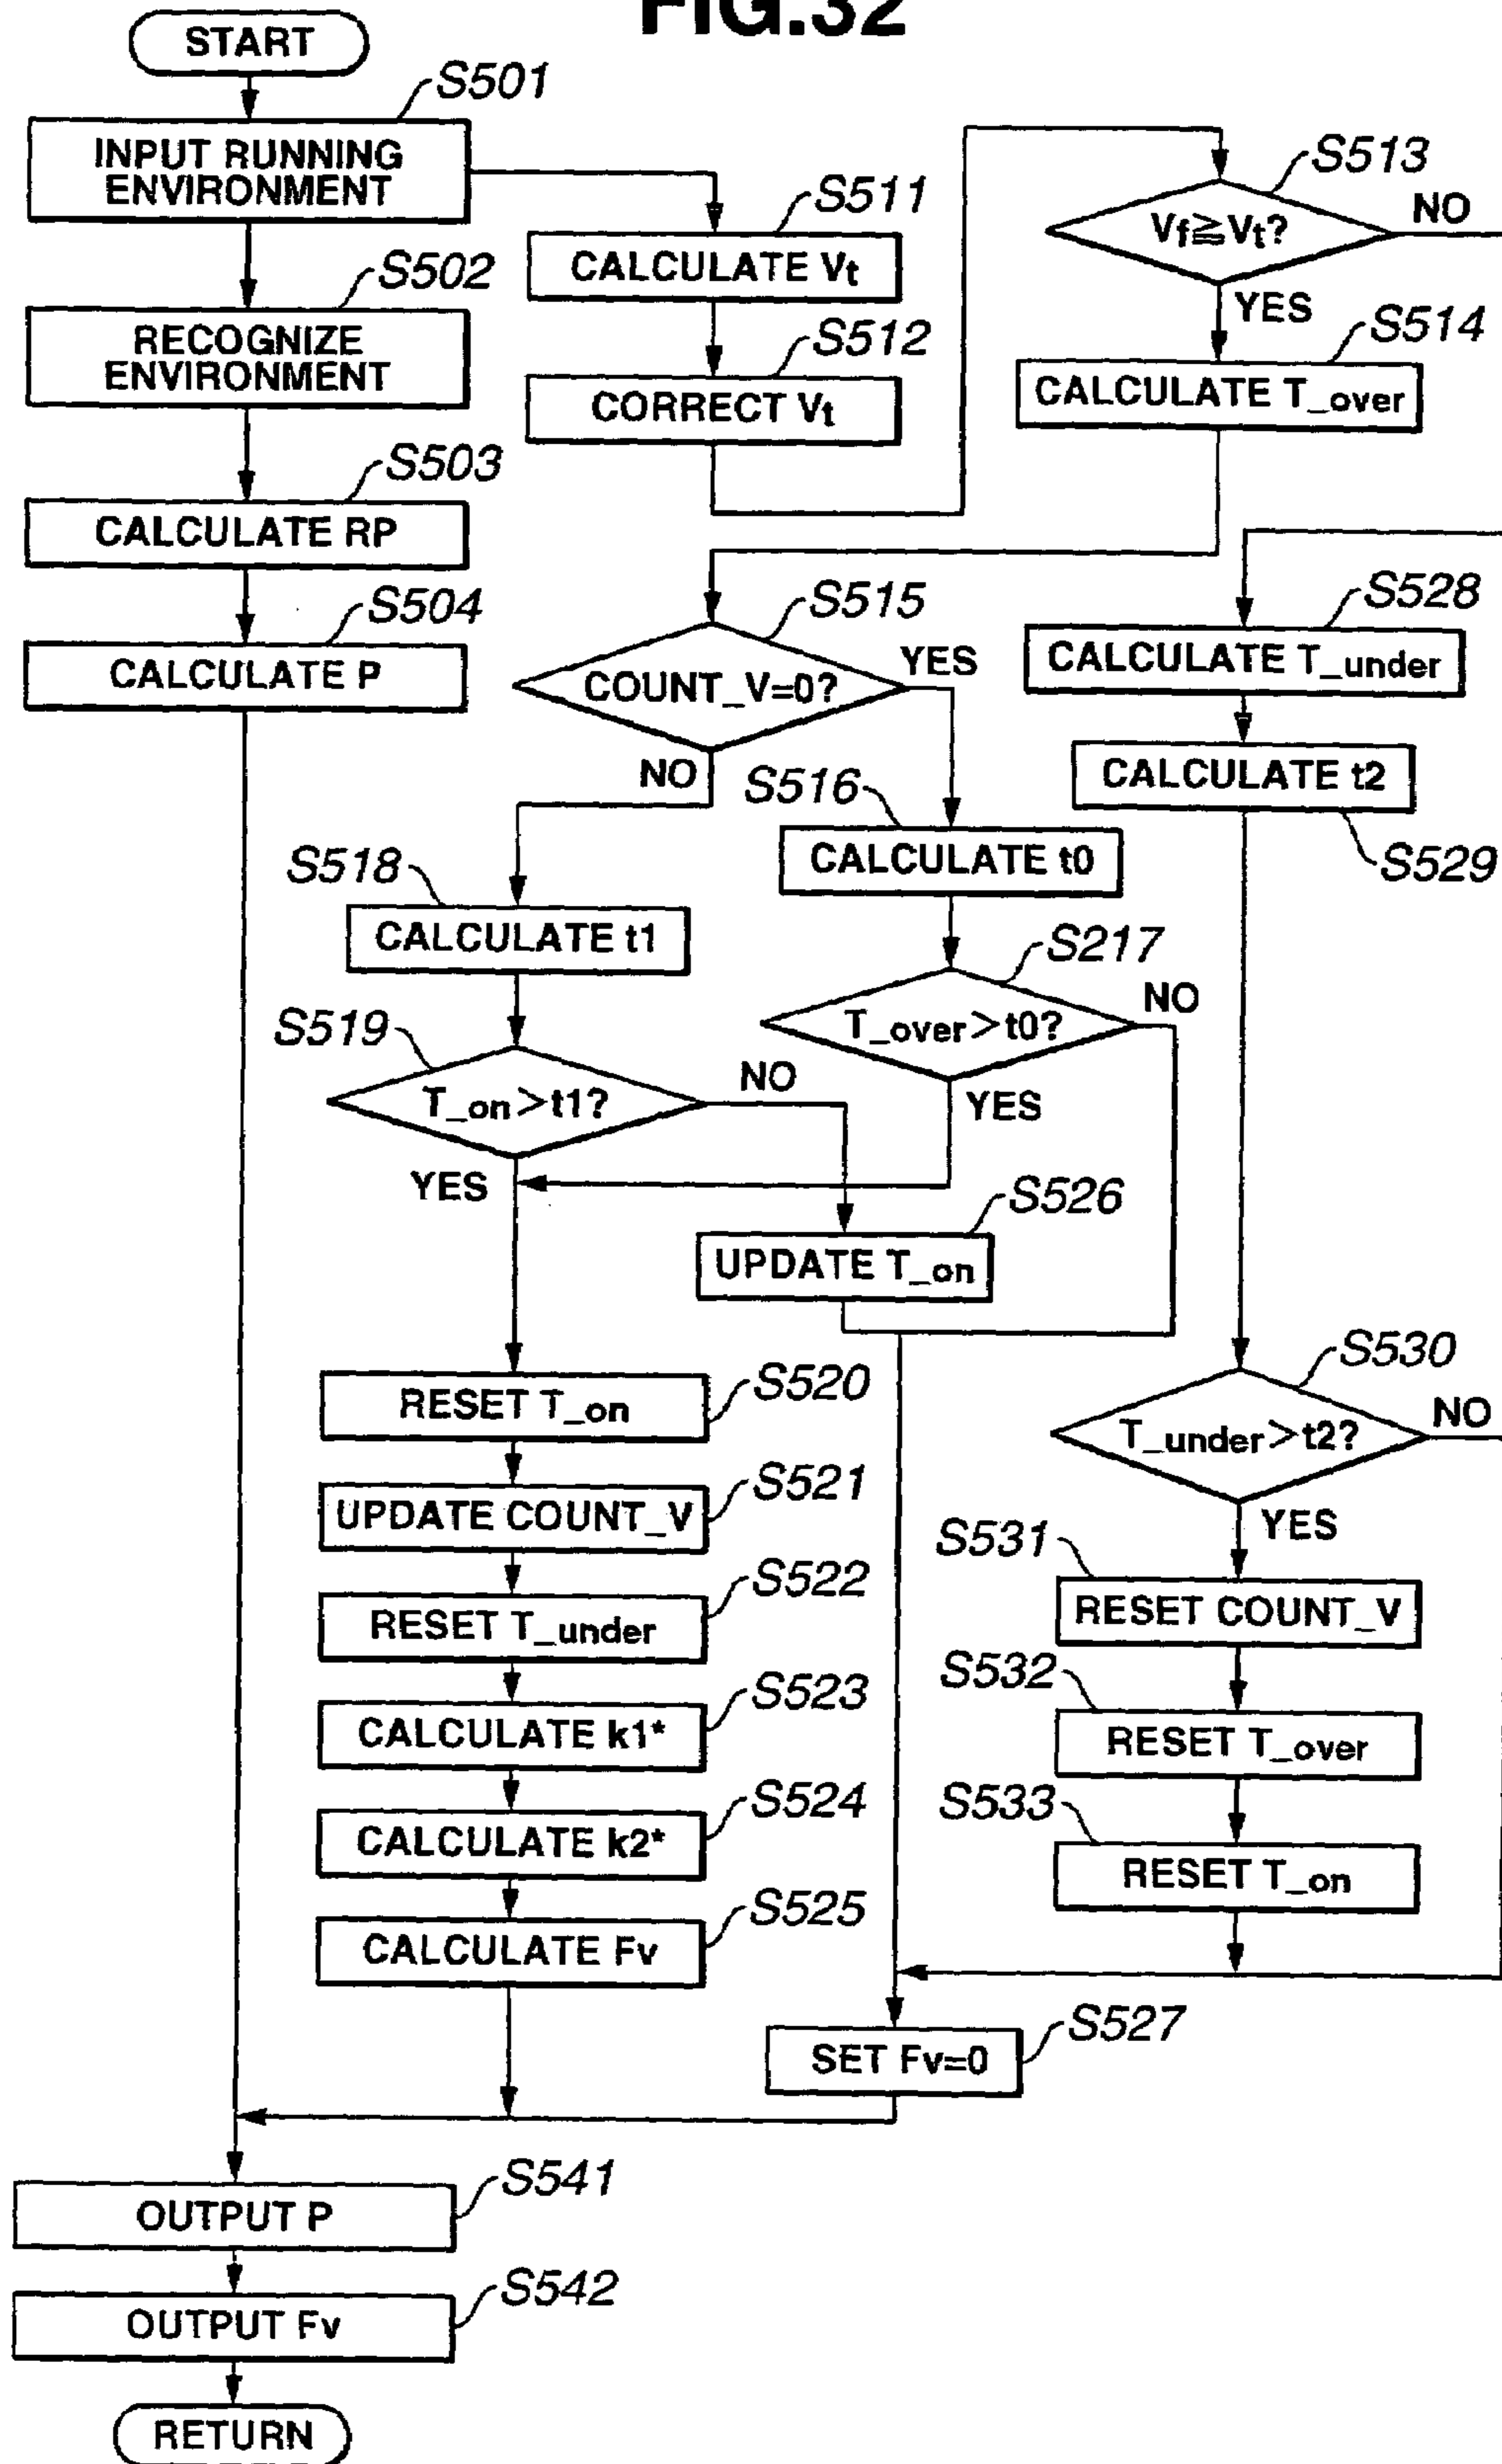 FIG.32
START
S501
INPUT RUNNING
ENVIRONMENT
S502
RECOGNIZE
ENVIRONMENT
S503
CALCULATE RP
S504
CALCULATE P
S511
CALCULATE Vt
S512
CORRECT Vt
S513
Vf≧Vt?
NO
YES
S514
CALCULATE T_over
S515
COUNT_V=0?
YES
NO
S516
CALCULATE t0
S217
T_over>t0?
NO
YES
S518
CALCULATE t1
S519
T_on>t1?
NO
YES
S526
UPDATE T_on
S520
RESET T_on
S521
UPDATE COUNT_V
S522
RESET T_under
S523
CALCULATE k1*
S524
CALCULATE k2*
S525
CALCULATE Fv
S528
CALCULATE T_under
CALCULATE t2
S529
S530
T_under>t2?
NO
YES
S531
RESET COUNT_V
S532
RESET T_over
S533
RESET T_on
S527
SET Fv=0
S541
OUTPUT P
S542
OUTPUT Fv
RETURN